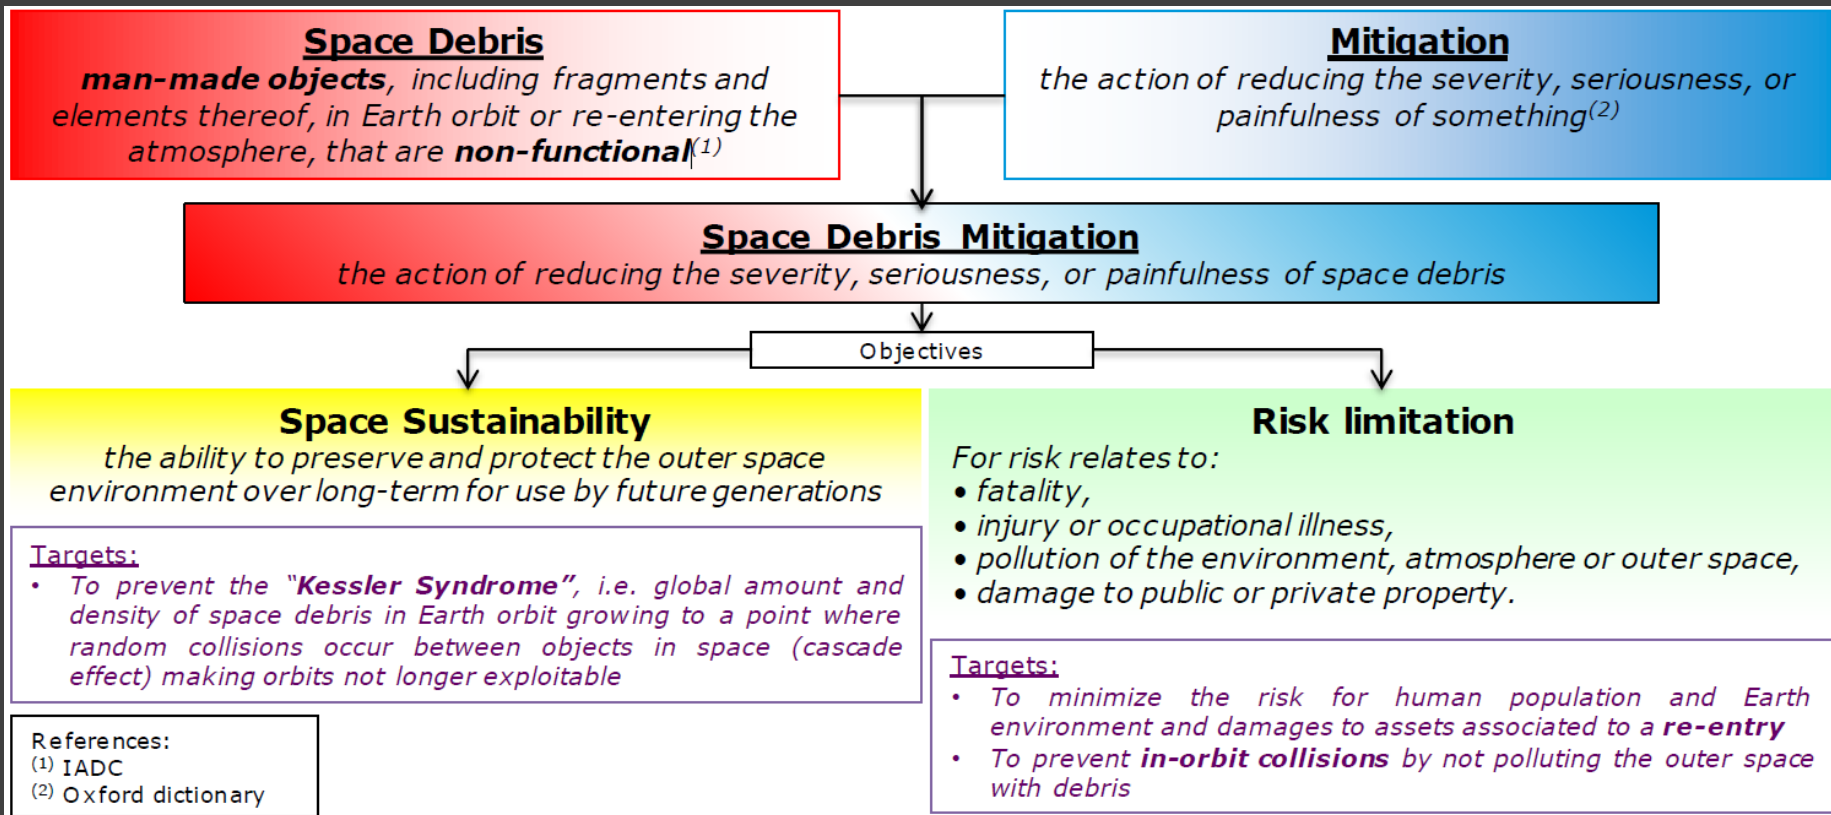 Space Debris
man-made objects, including fragments and
elements thereof, in Earth orbit or re-entering the
atmosphere, that are non-functional(1)
Mitigation
the action of reducing the severity, seriousness, or
painfulness of something(2)
Space Debris Mitigation
the action of reducing the severity, seriousness, or painfulness of space debris
Objectives
Space Sustainability
the ability to preserve and protect the outer space
environment over long-term for use by future generations
Targets:
• To prevent the “Kessler Syndrome”, i.e. global amount and
density of space debris in Earth orbit growing to a point where
random collisions occur between objects in space (cascade
effect) making orbits not longer exploitable
References:
(1) IADC
(2) Oxford dictionary
Risk limitation
For risk relates to:
• fatality,
• injury or occupational illness,
• pollution of the environment, atmosphere or outer space,
• damage to public or private property.
Targets:
• To minimize the risk for human population and Earth
environment and damages to assets associated to a re-entry
• To prevent in-orbit collisions by not polluting the outer space
with debris